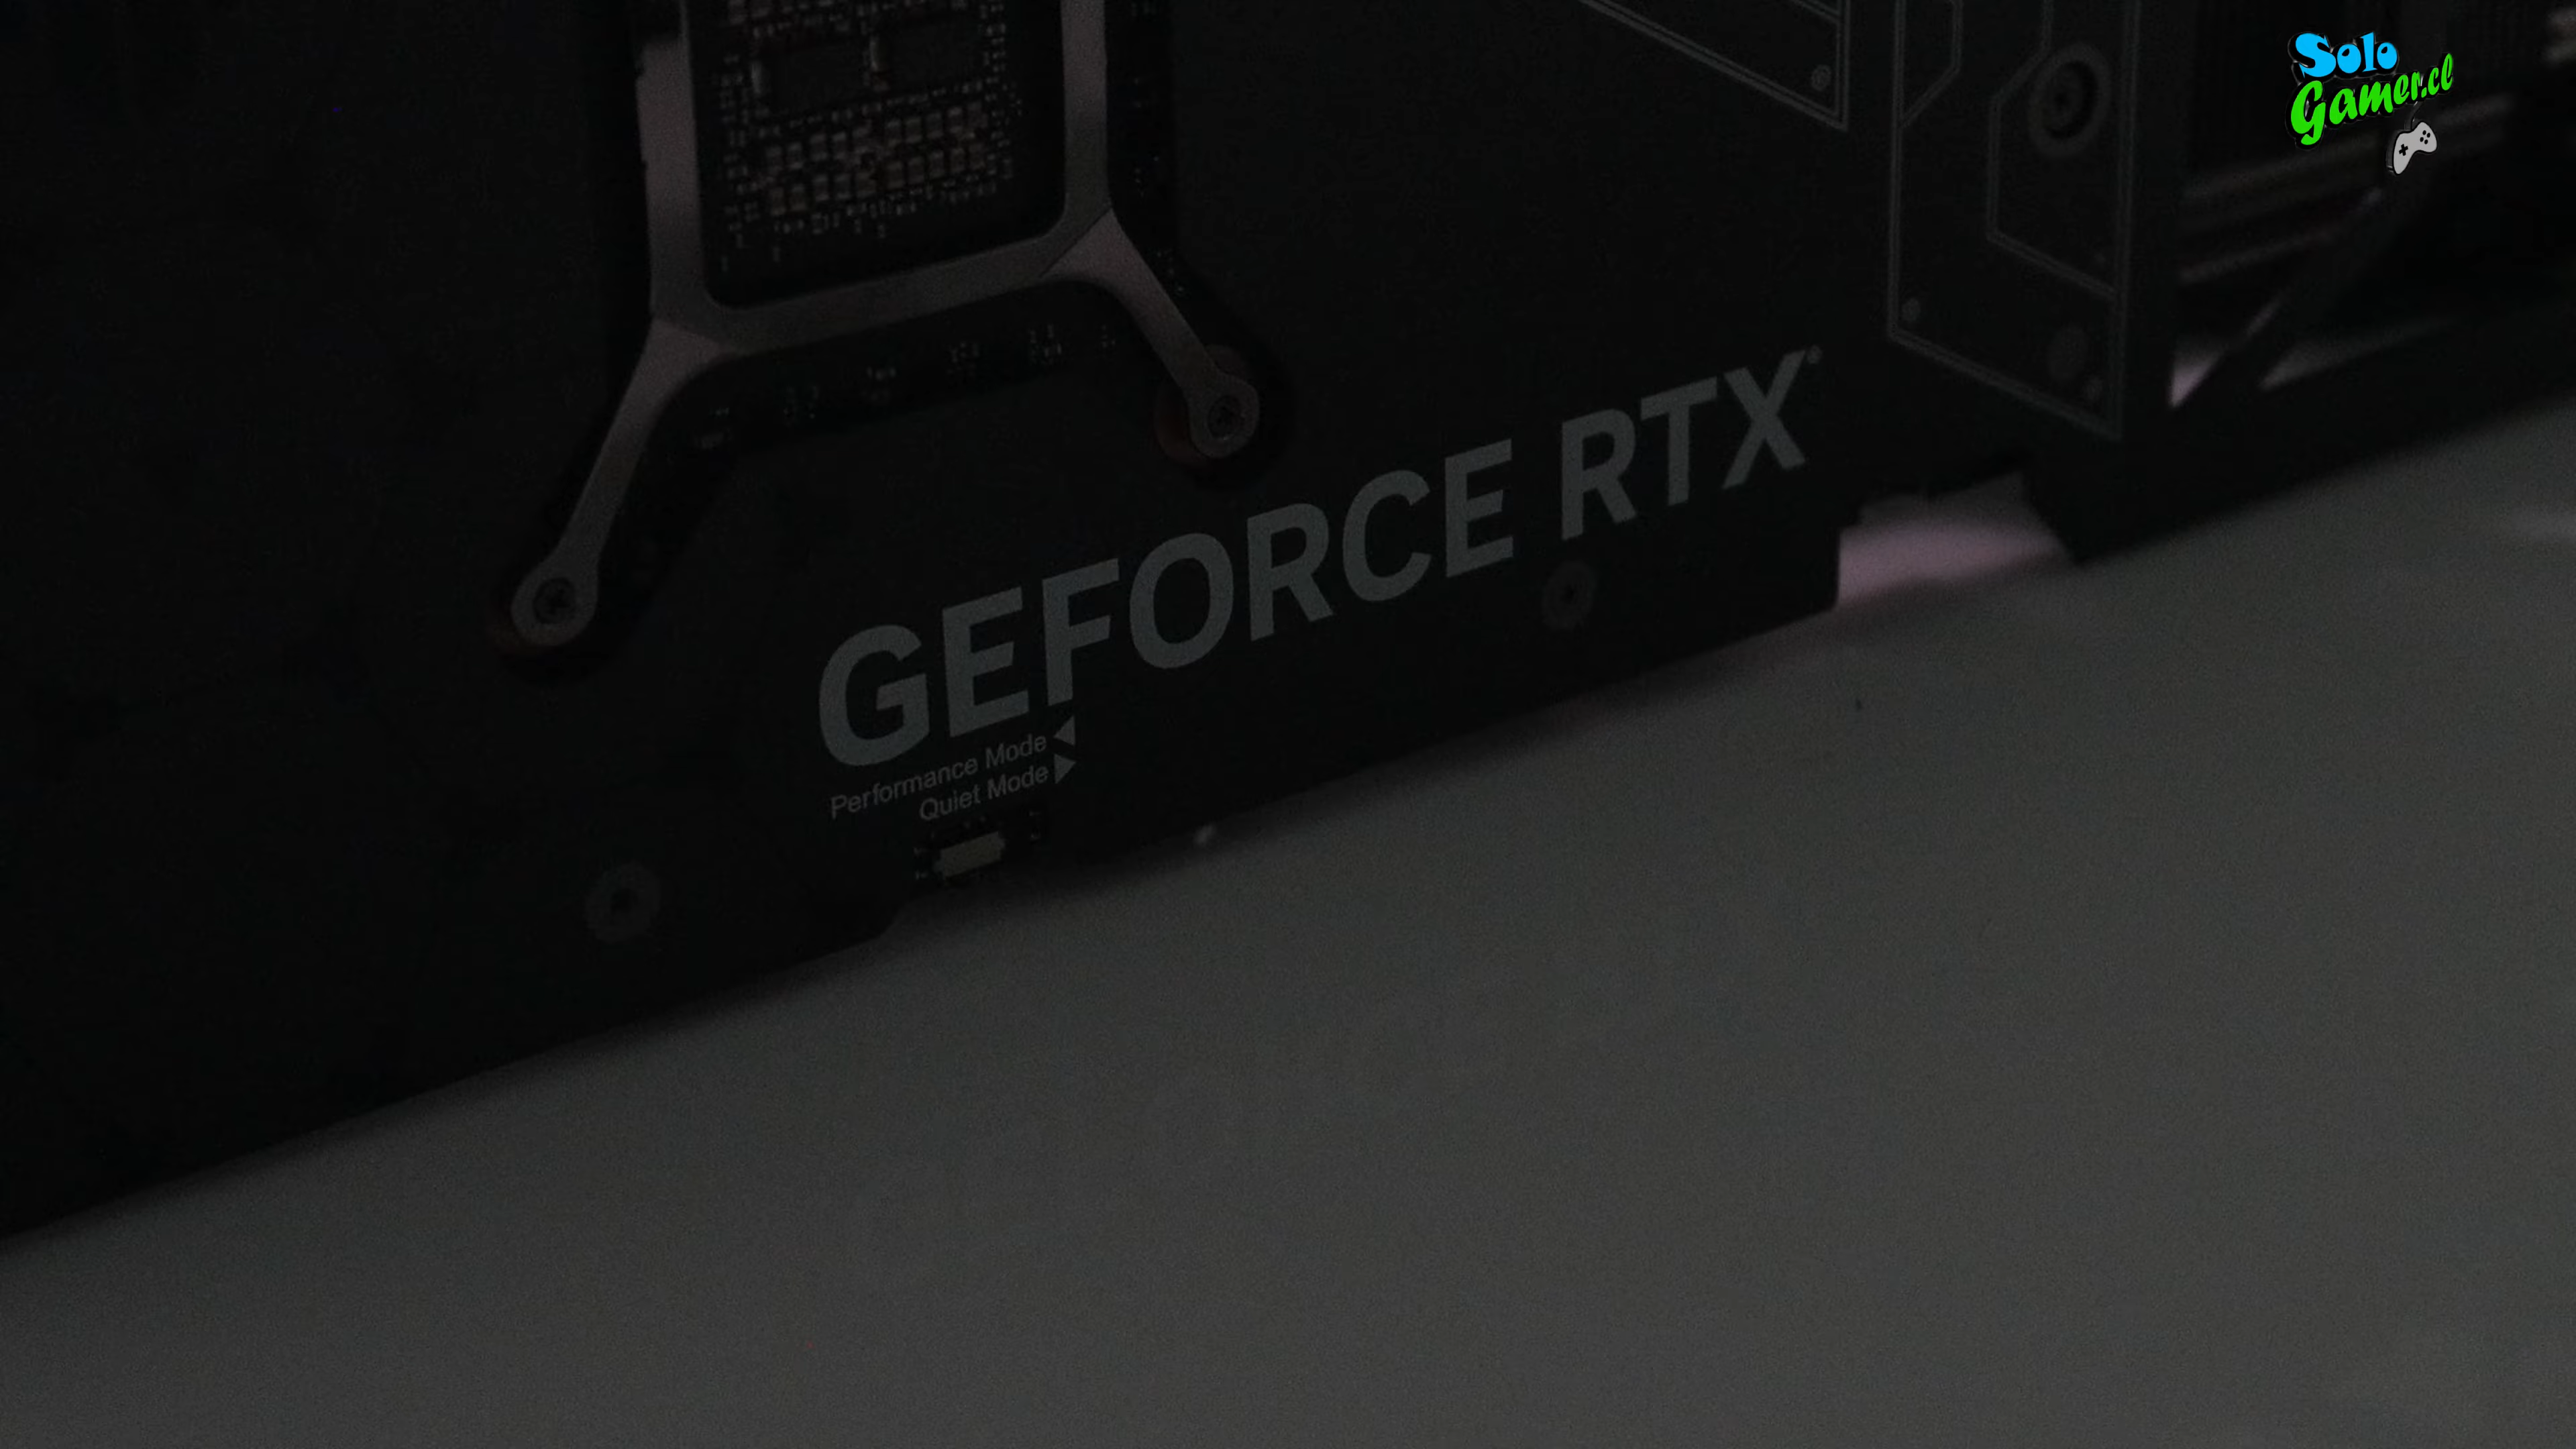 Solo
Gamer.cl
GEFORCE RTX®
Performance Mode ◀
Quiet Mode ▶